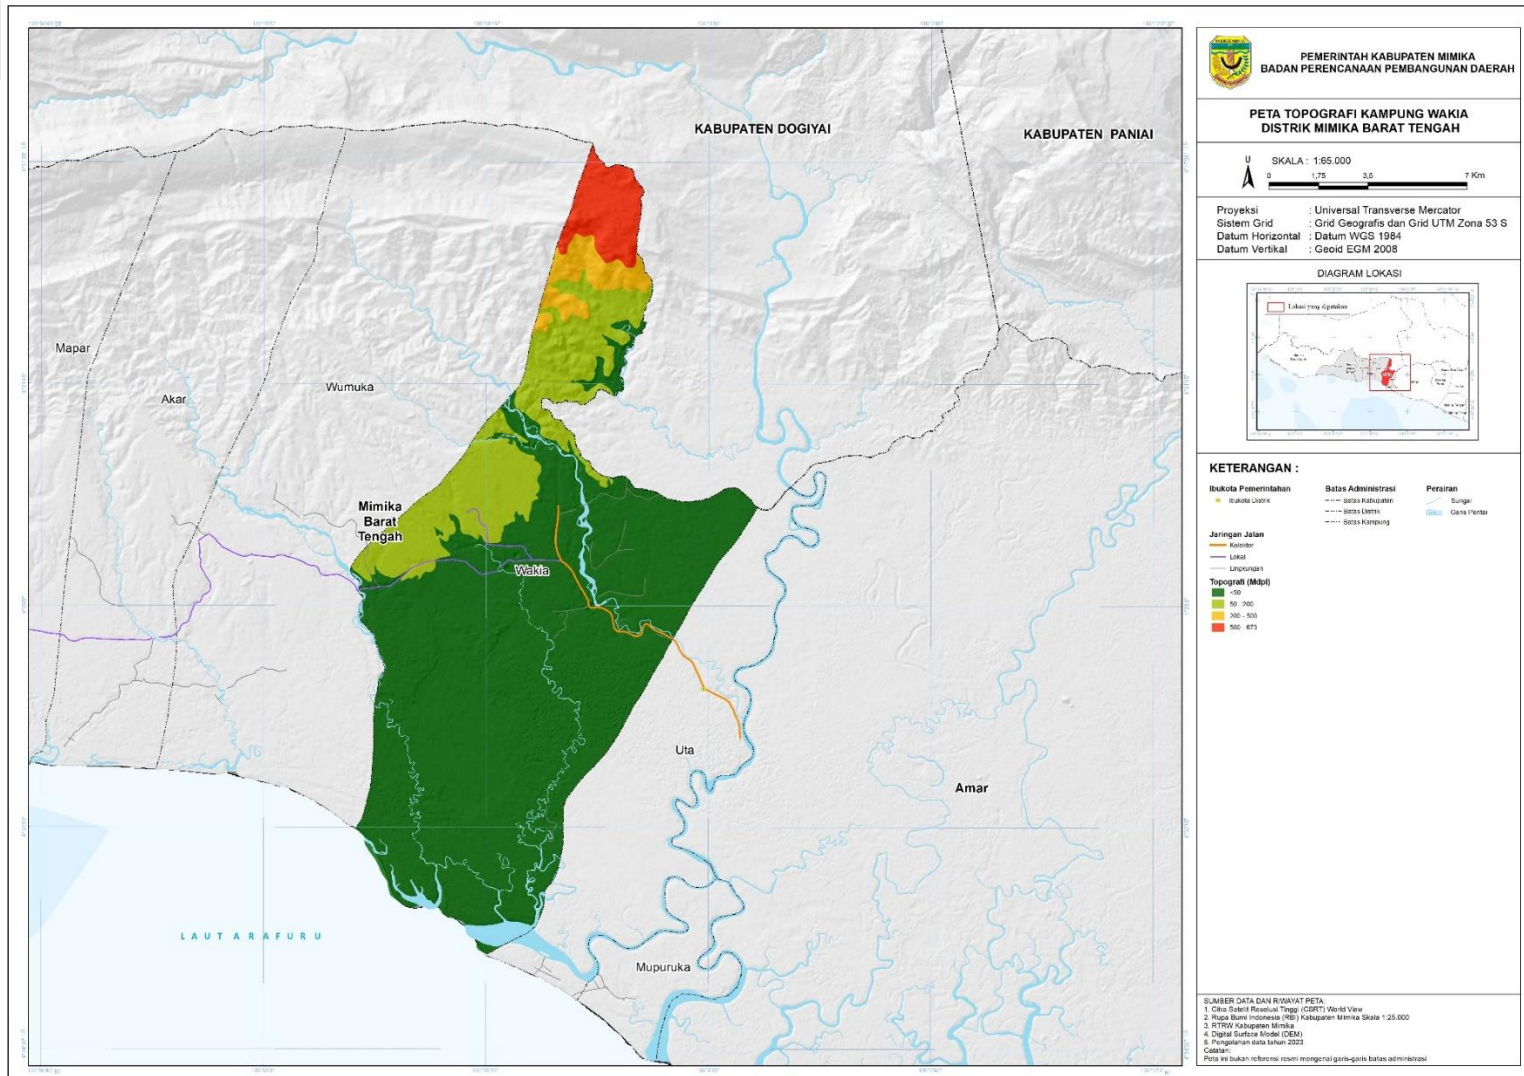 PEMERINTAH KABUPATEN MIMIKA
BADAN PERENCANAAN PEMBANGUNAN DAERAH
PETA TOPOGRAFI KAMPUNG WAKIA
DISTRIK MIMIKA BARAT TENGAH
U
SKALA : 1:65.000
0 1,75 3,5 7 Km
Proyeksi : Universal Transverse Mercator
Sistem Grid : Grid Geografis dan Grid UTM Zona 53 S
Datum Horizontal : Datum WGS 1984
Datum Vertikal : Geoid EGM 2008
DIAGRAM LOKASI
Lokasi yang dipetakan
KETERANGAN :
Ibukota Pemerintahan
Ibukota Distrik
Batas Administrasi
Batas Kabupaten
Batas Distrik
Batas Kampung
Perairan
Sungai
Garis Pantai
Jaringan Jalan
Kolektor
Lokal
Lingkungan
Topografi (Mdpl)
<50
50 - 200
200 - 500
500 - 673
SUMBER DATA DAN RIWAYAT PETA:
1. Citra Satelit Resolusi Tinggi (CSRT) World View
2. Rupa Bumi Indonesia (RBI) Kabupaten Mimika Skala 1:25.000
3. RTRW Kabupaten Mimika
4. Digital Surface Model (DEM)
5. Pengolahan data tahun 2023
Catatan:
Peta ini bukan referensi resmi mengenai garis-garis batas administrasi
KABUPATEN DOGIYAI
KABUPATEN PANIAI
Mapar
Akar
Wumuka
Mimika
Barat
Tengah
Wakia
Uta
Amar
LAUT ARAFURU
Mupuruka